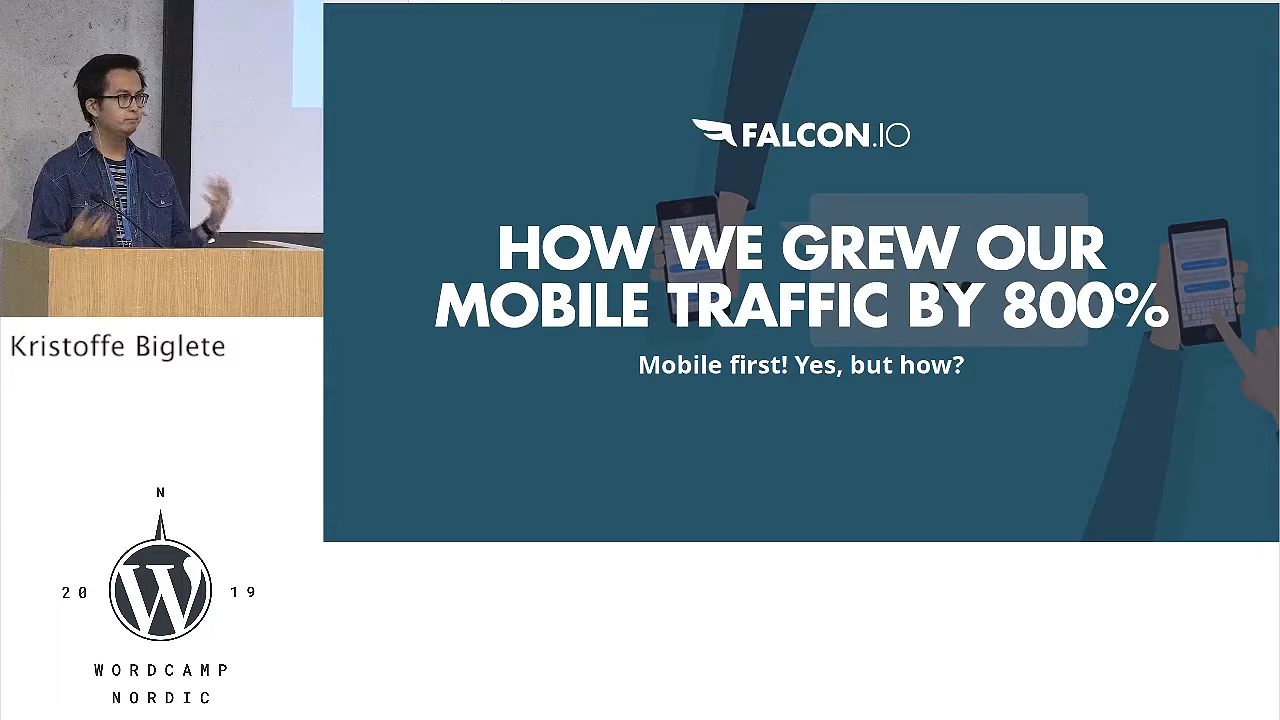 FALCON.IO
HOW WE GREW OUR
MOBILE TRAFFIC BY 800%
Mobile first! Yes, but how?
Kristoffe Biglete
N
20 19
WORDCAMP
NORDIC